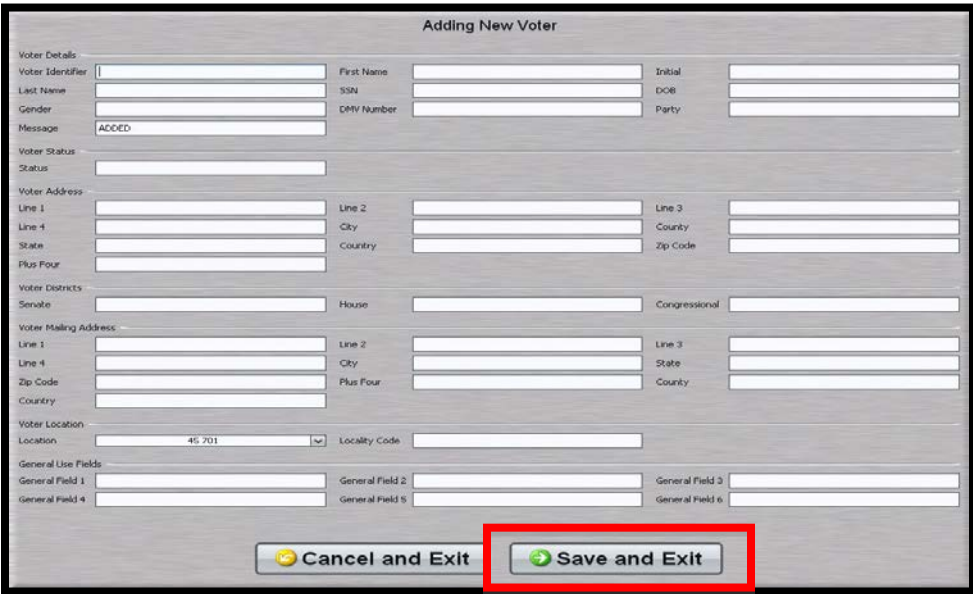 Adding New Voter
Voter Details
Voter Identifier First Name Initial
Last Name SSN DOB
Gender DMV Number Party
Message ADDED
Voter Status
Status
Voter Address
Line 1 Line 2 Line 3
Line 4 City County
State Country Zip Code
Plus Four
Voter Districts
Senate House Congressional
Voter Mailing Address
Line 1 Line 2 Line 3
Line 4 City State
Zip Code Plus Four County
Country
Voter Location
Location 45 701 Locality Code
General Use Fields
General Field 1 General Field 2 General Field 3
General Field 4 General Field 5 General Field 6
Cancel and Exit Save and Exit